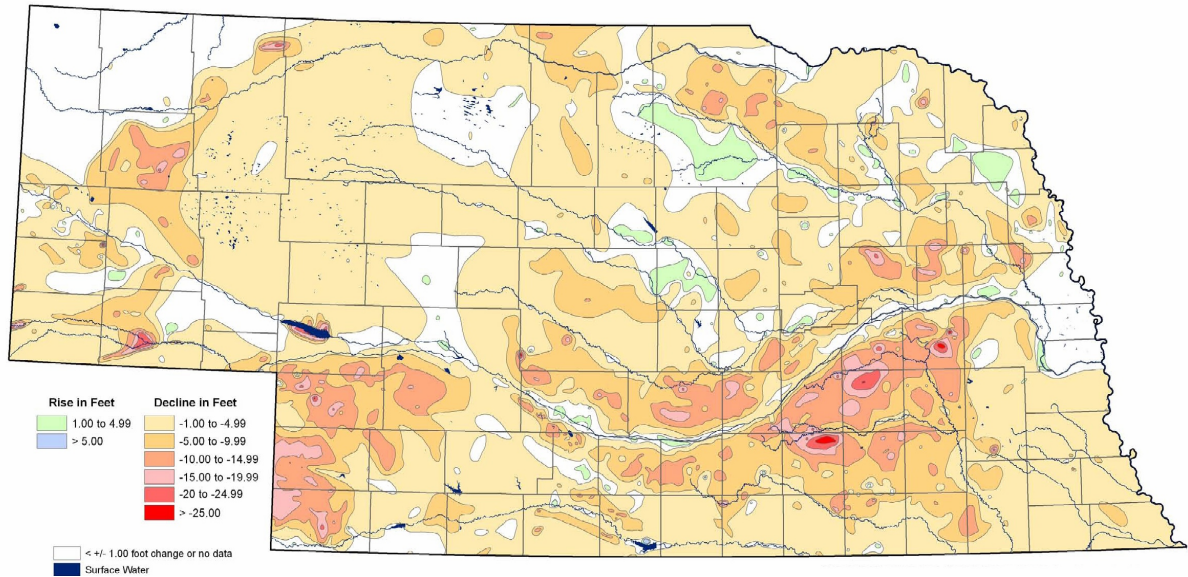 Rise in Feet
1.00 to 4.99
> 5.00
Decline in Feet
-1.00 to -4.99
-5.00 to -9.99
-10.00 to -14.99
-15.00 to -19.99
-20 to -24.99
> -25.00
< +/- 1.00 foot change or no data
Surface Water